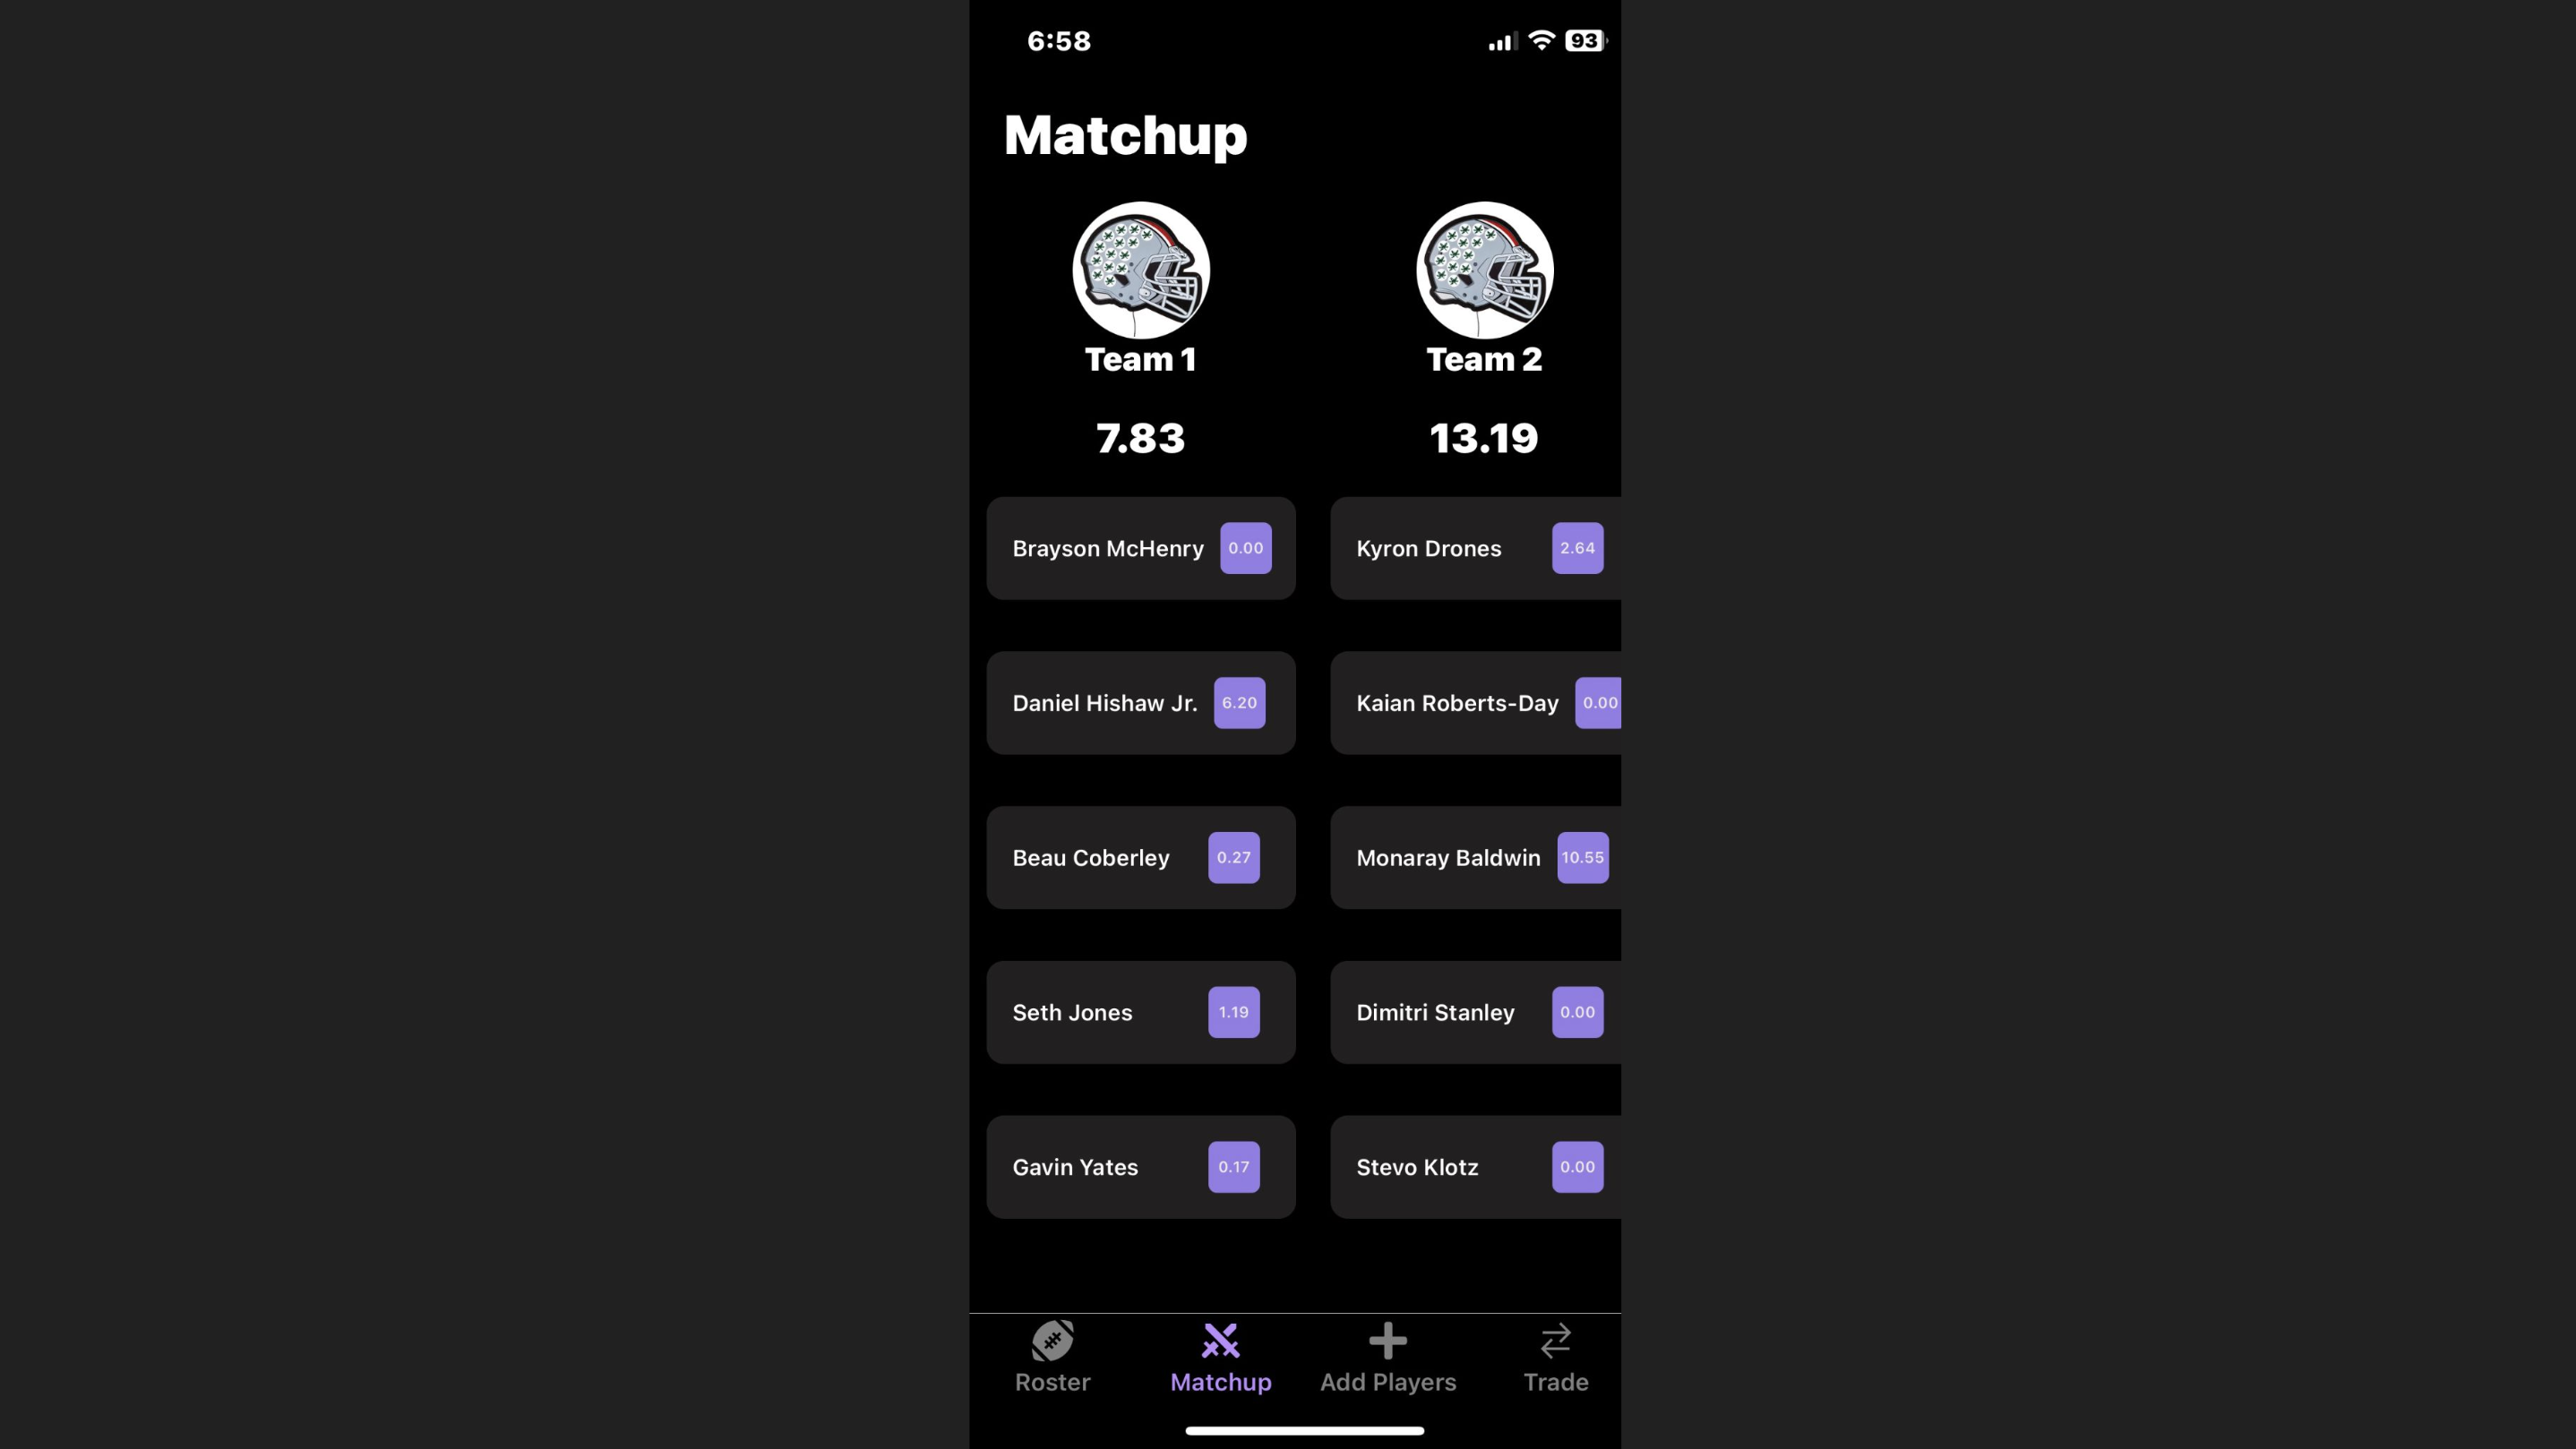 6:58
93
Matchup
Team 1
Team 2
7.83
13.19
Brayson McHenry 0.00
Kyron Drones 2.64
Daniel Hishaw Jr. 6.20
Kaian Roberts-Day 0.00
Beau Coberley 0.27
Monaray Baldwin 10.55
Seth Jones 1.19
Dimitri Stanley 0.00
Gavin Yates 0.17
Stevo Klotz 0.00
Roster
Matchup
Add Players
Trade